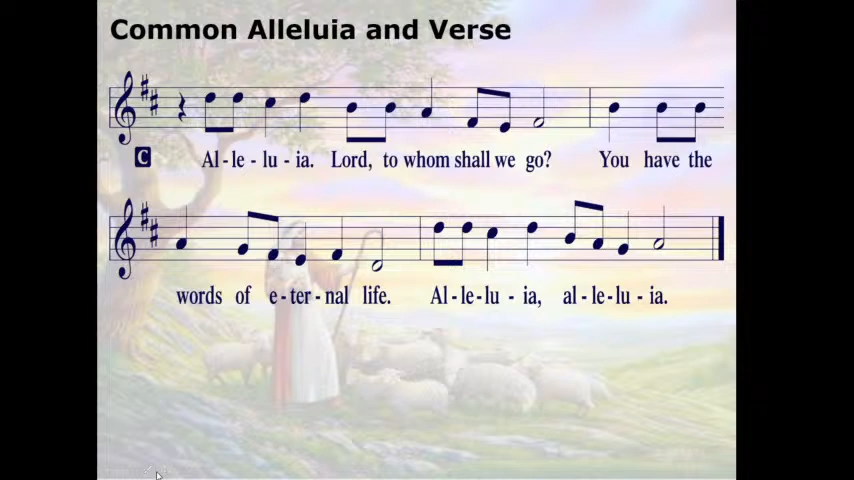 Common Alleluia and Verse
C Al - le - lu - ia. Lord, to whom shall we go? You have the
words of e - ter - nal life. Al - le - lu - ia, al - le - lu - ia.